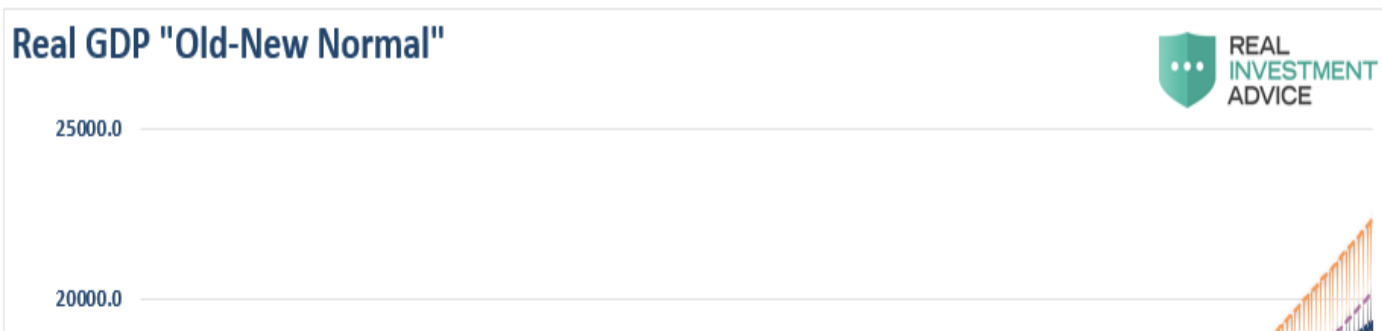 Real GDP "Old-New Normal"
REAL
INVESTMENT
ADVICE
25000.0
20000.0